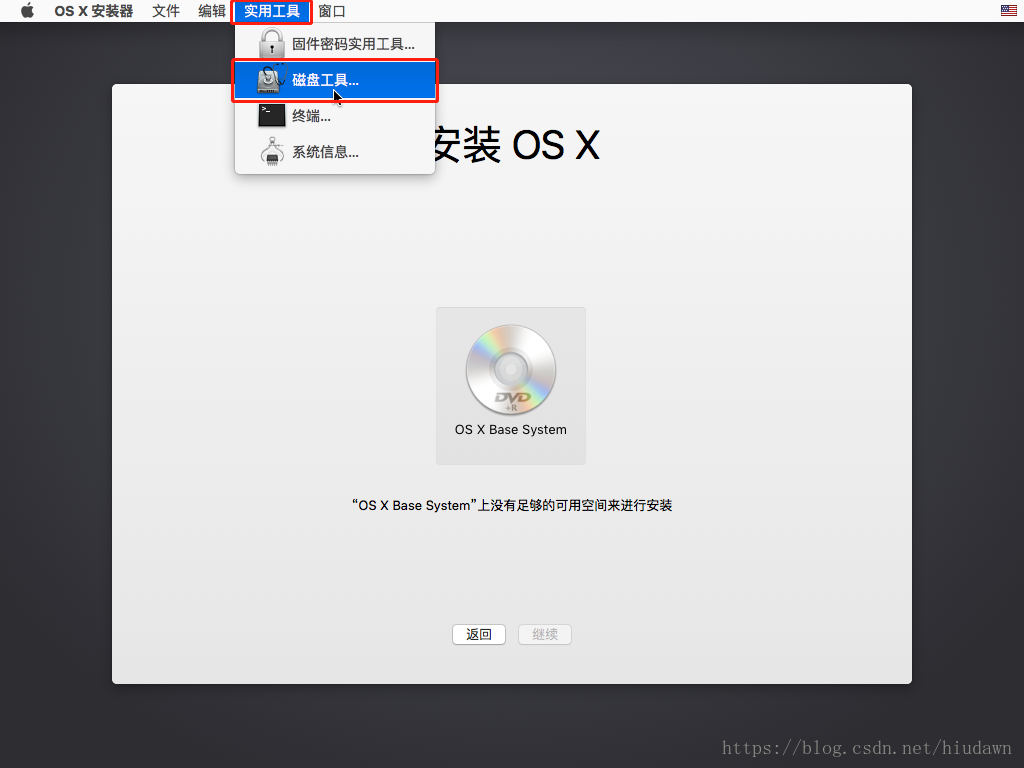 OS X 安装器 文件 编辑 实用工具 窗口
固件密码实用工具...
磁盘工具...
终端...
系统信息...
安装 OS X
DVD
+R
OS X Base System
“OS X Base System”上没有足够的可用空间来进行安装
返回 继续
https://blog.csdn.net/hiudawn